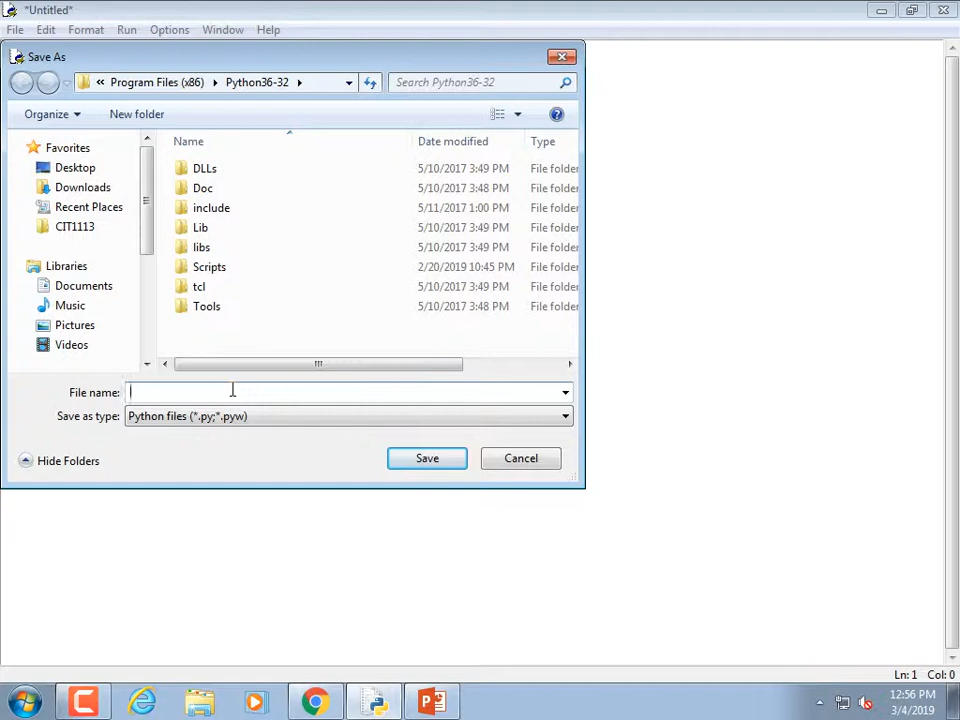 *Untitled*
File Edit Format Run Options Window Help
Save As
« Program Files (x86) Python36-32
Search Python36-32
Organize New folder
Name Date modified Type
Favorites
Desktop
Downloads
Recent Places
CIT1113
Libraries
Documents
Music
Pictures
Videos
DLLs 5/10/2017 3:49 PM File folder
Doc 5/10/2017 3:48 PM File folder
include 5/11/2017 1:00 PM File folder
Lib 5/10/2017 3:49 PM File folder
libs 5/10/2017 3:49 PM File folder
Scripts 2/20/2019 10:45 PM File folder
tcl 5/10/2017 3:49 PM File folder
Tools 5/10/2017 3:48 PM File folder
File name:
Save as type: Python files (*.py;*.pyw)
Hide Folders Save Cancel
Ln: 1 Col: 0
12:56 PM
3/4/2019